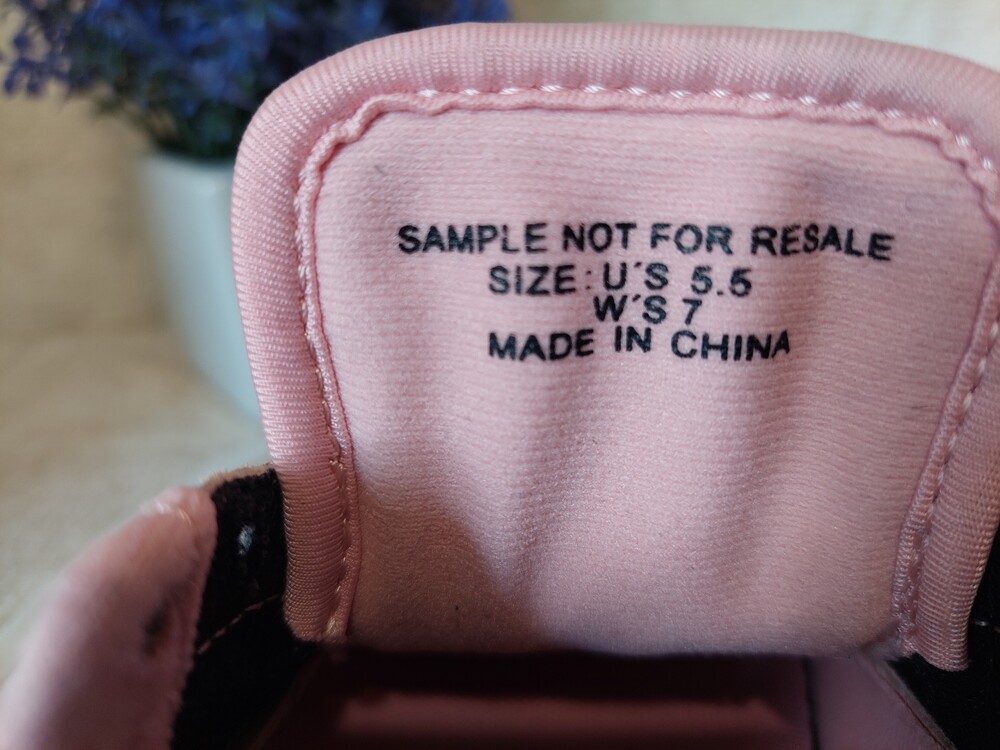 SAMPLE NOT FOR RESALE
SIZE: U'S 5.5
W'S 7
MADE IN CHINA